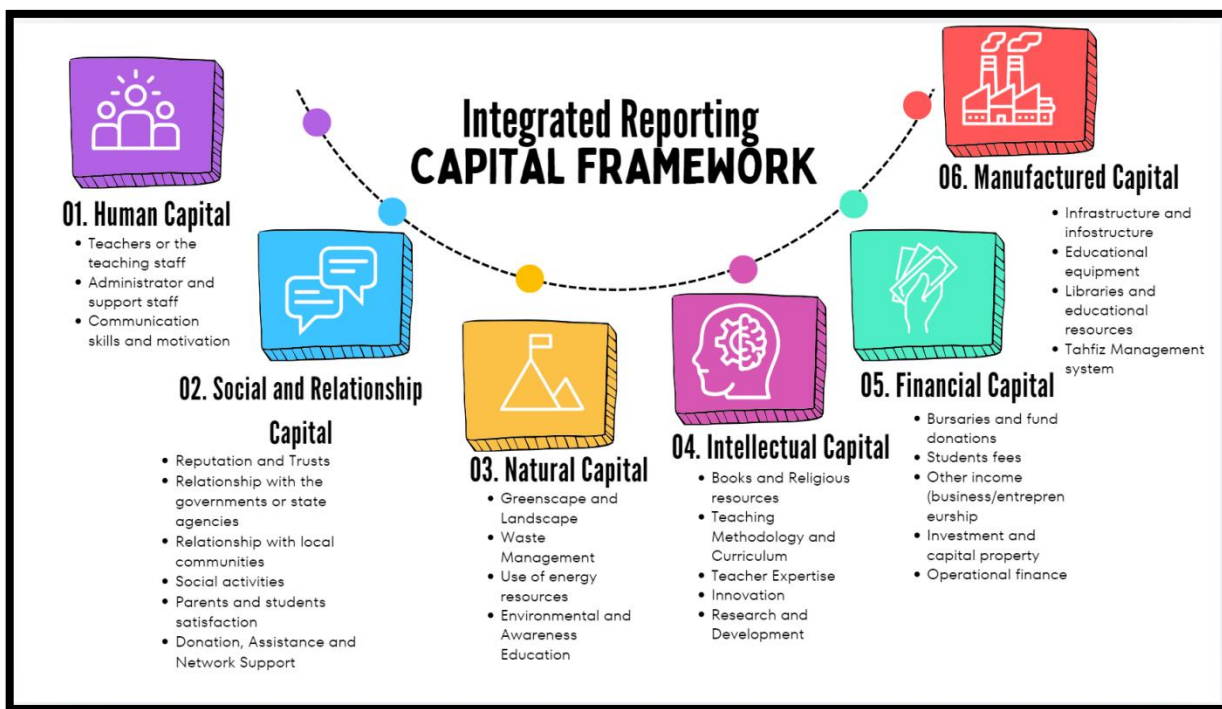 Integrated Reporting
CAPITAL FRAMEWORK
01. Human Capital
• Teachers or the
teaching staff
• Administrator and
support staff
• Communication
skills and motivation
02. Social and Relationship
Capital
• Reputation and Trusts
• Relationship with the
governments or state
agencies
• Relationship with local
communities
• Social activities
• Parents and students
satisfaction
• Donation, Assistance and
Network Support
03. Natural Capital
• Greenscape and
Landscape
• Waste
Management
• Use of energy
resources
• Environmental and
Awareness
Education
04. Intellectual Capital
• Books and Religious
resources
• Teaching
Methodology and
Curriculum
• Teacher Expertise
• Innovation
• Research and
Development
05. Financial Capital
• Bursaries and fund
donations
• Students fees
• Other income
(business/entrepren
eurship
• Investment and
capital property
• Operational finance
06. Manufactured Capital
• Infrastructure and
infostructure
• Educational
equipment
• Libraries and
educational
resources
• Tahfiz Management
system